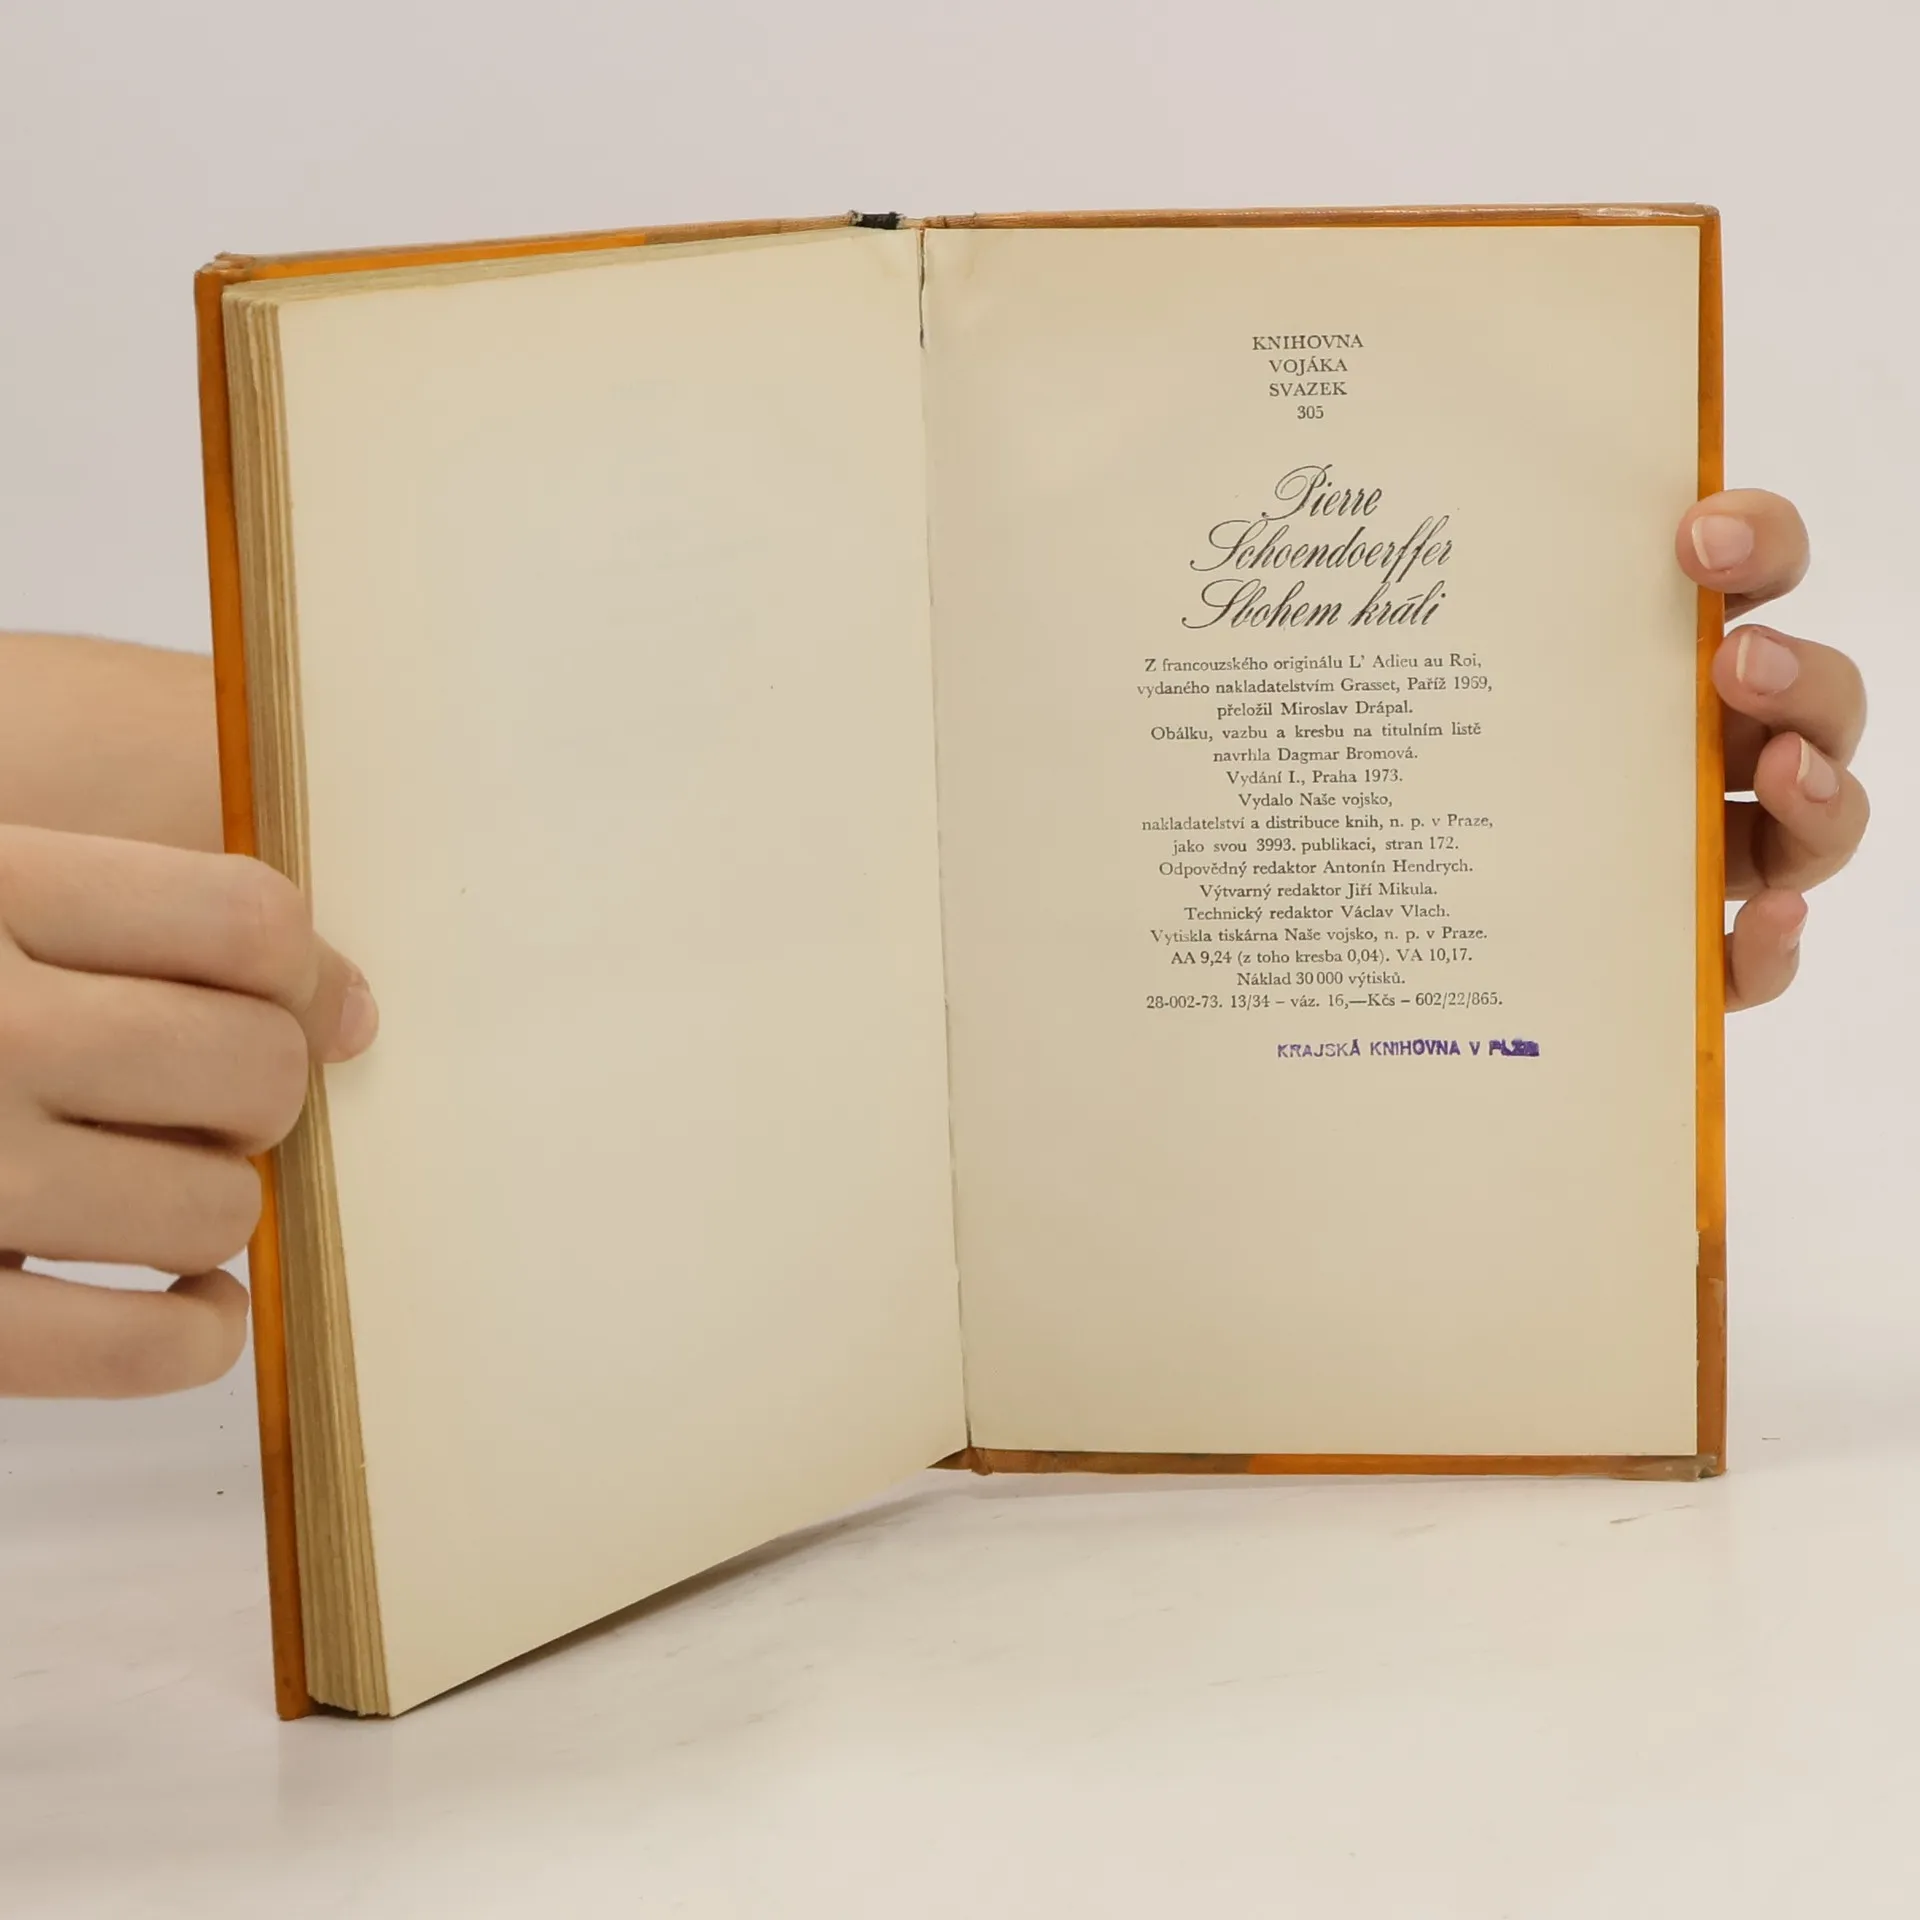 KNIHOVNA
VOJÁKA
SVAZEK
305
Pierre
Schoendoerffer
Sbohem králi
Z francouzského originálu L' Adieu au Roi,
vydaného nakladatelstvím Grasset, Paříž 1969,
přeložil Miroslav Drápal.
Obálku, vazbu a kresbu na titulním listě
navrhla Dagmar Bromová.
Vydání I., Praha 1973.
Vydalo Naše vojsko,
nakladatelství a distribuce knih, n. p. v Praze,
jako svou 3993. publikaci, stran 172.
Odpovědný redaktor Antonín Hendrych.
Výtvarný redaktor Jiří Mikula.
Technický redaktor Václav Vlach.
Vytiskla tiskárna Naše vojsko, n. p. v Praze.
AA 9,24 (z toho kresba 0,04). VA 10,17.
Náklad 30 000 výtisků.
28-002-73. 13/34 – váz. 16,—Kčs – 602/22/865.
KRAJSKÁ KNIHOVNA V